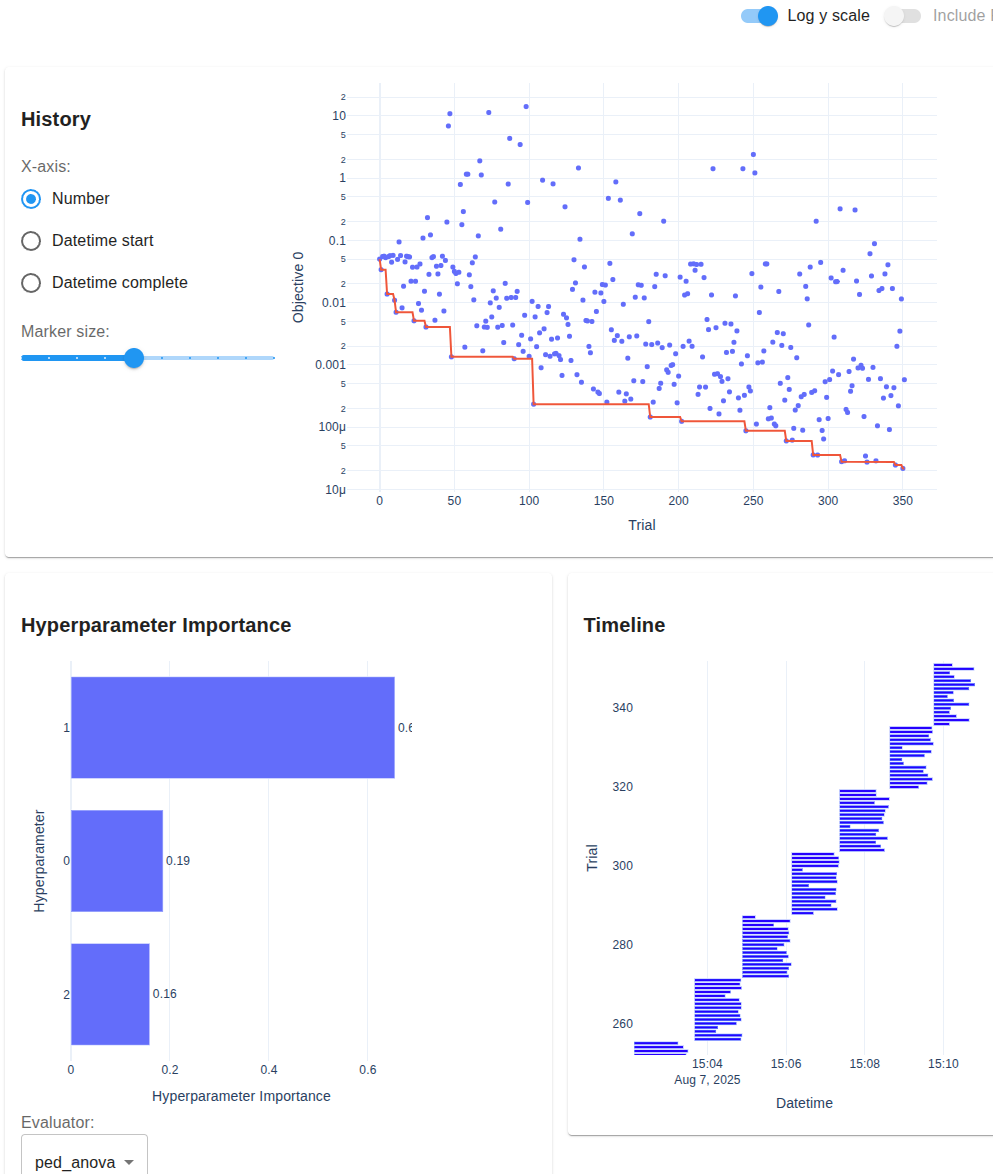 Log y scale
Include
History
X-axis:
Number
Datetime start
Datetime complete
Marker size:
Objective 0
2
10
5
2
1
5
2
0.1
5
2
0.01
5
2
0.001
5
2
100μ
5
2
10μ
0 50 100 150 200 250 300 350
Trial
Hyperparameter Importance
Hyperparameter
1
0
0.19
2
0.16
0 0.2 0.4 0.6
Hyperparameter Importance
Evaluator:
ped_anova
Timeline
Trial
340
320
300
280
260
15:04 15:06 15:08 15:10
Aug 7, 2025
Datetime